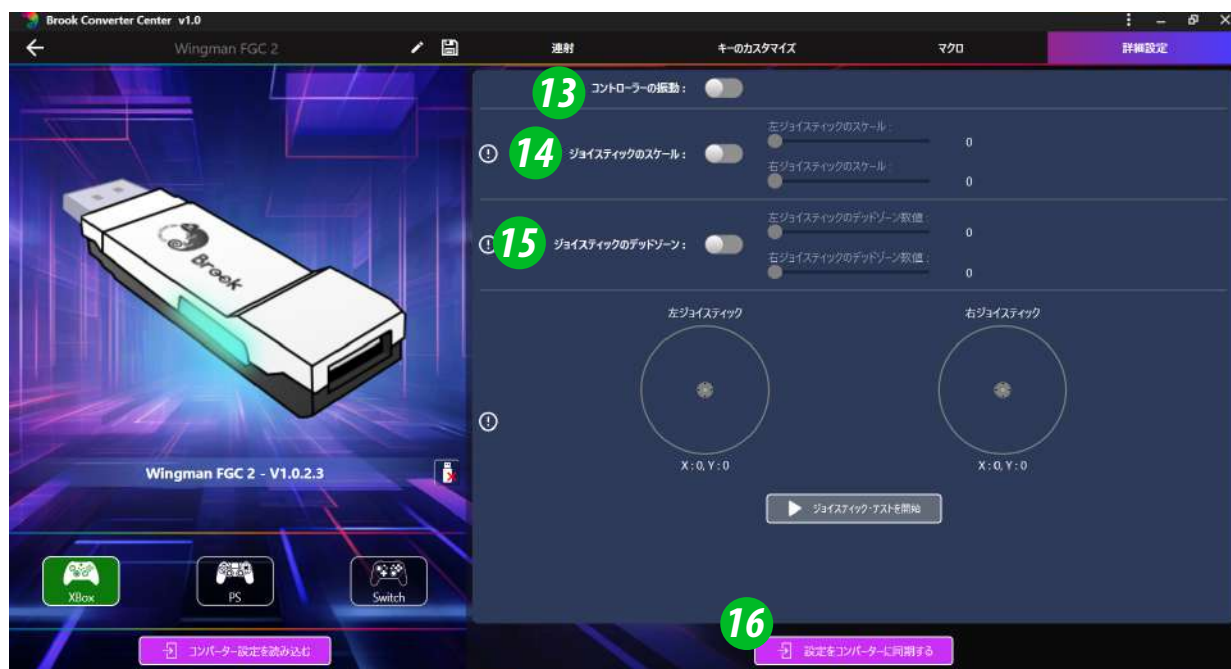 Brook Converter Center v1.0
Wingman FGC 2
連射
キーのカスタマイズ
マクロ
詳細設定
13 コントローラーの振動 :
14 ジョイスティックのスケール :
左ジョイスティックのスケール :
0
右ジョイスティックのスケール :
0
15 ジョイスティックのデッドゾーン :
左ジョイスティックのデッドゾーン数値 :
0
右ジョイスティックのデッドゾーン数値 :
0
左ジョイスティック
右ジョイスティック
X : 0, Y : 0
X : 0, Y : 0
ジョイスティック・テストを開始
Brook
Wingman FGC 2 - V1.0.2.3
XBox
PS
Switch
コンバーター設定を読み込む
16 設定をコンバーターに同期する